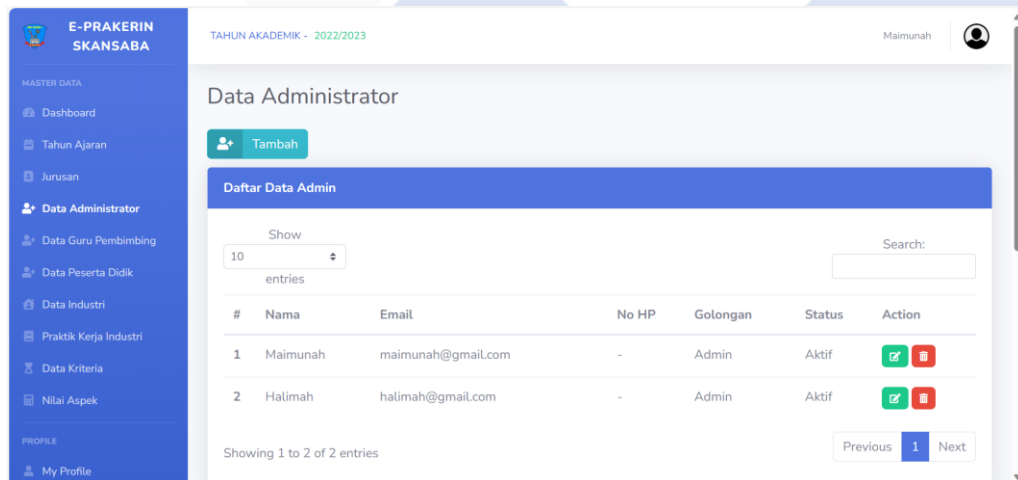 E-PRAKERIN
SKANSABA
MASTER DATA
Dashboard
Tahun Ajaran
Jurusan
Data Administrator
Data Guru Pembimbing
Data Peserta Didik
Data Industri
Praktik Kerja Industri
Data Kriteria
Nilai Aspek
PROFILE
My Profile
TAHUN AKADEMIK - 2022/2023
Maimunah
Data Administrator
Tambah
Daftar Data Admin
Show
10
entries
Search:
# Nama Email No HP Golongan Status Action
1 Maimunah maimunah@gmail.com - Admin Aktif
2 Halimah halimah@gmail.com - Admin Aktif
Showing 1 to 2 of 2 entries
Previous 1 Next